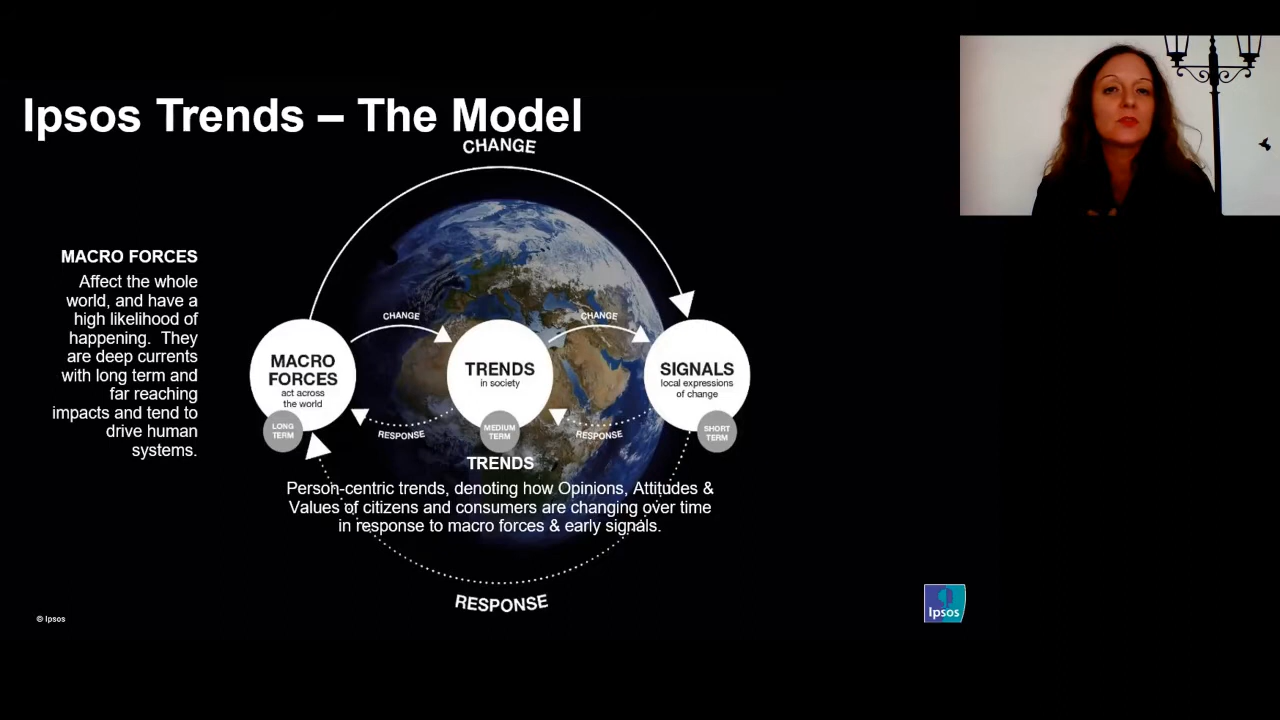 Ipsos Trends – The Model
CHANGE
MACRO FORCES
Affect the whole
world, and have a
high likelihood of
happening.  They
are deep currents
with long term and
far reaching
impacts and tend to
drive human
systems.
CHANGE
CHANGE
MACRO
FORCES
act across
the world
LONG
TERM
TRENDS
in society
MEDIUM
TERM
SIGNALS
local expressions
of change
SHORT
TERM
RESPONSE
RESPONSE
TRENDS
Person-centric trends, denoting how Opinions, Attitudes &
Values of citizens and consumers are changing over time
in response to macro forces & early signals.
RESPONSE
© Ipsos
Ipsos